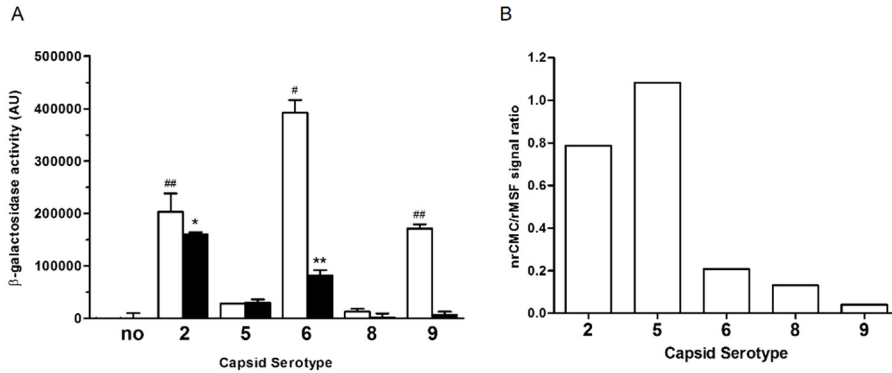 A
B
500000
400000
300000
200000
100000
0
β-galactosidase activity (AU)
##
*
#
**
##
no 2 5 6 8 9
Capsid Serotype
1.2
1.0
0.8
0.6
0.4
0.2
0.0
nrCMC/rMSF signal ratio
2 5 6 8 9
Capsid Serotype